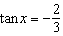 tan x = −2/3